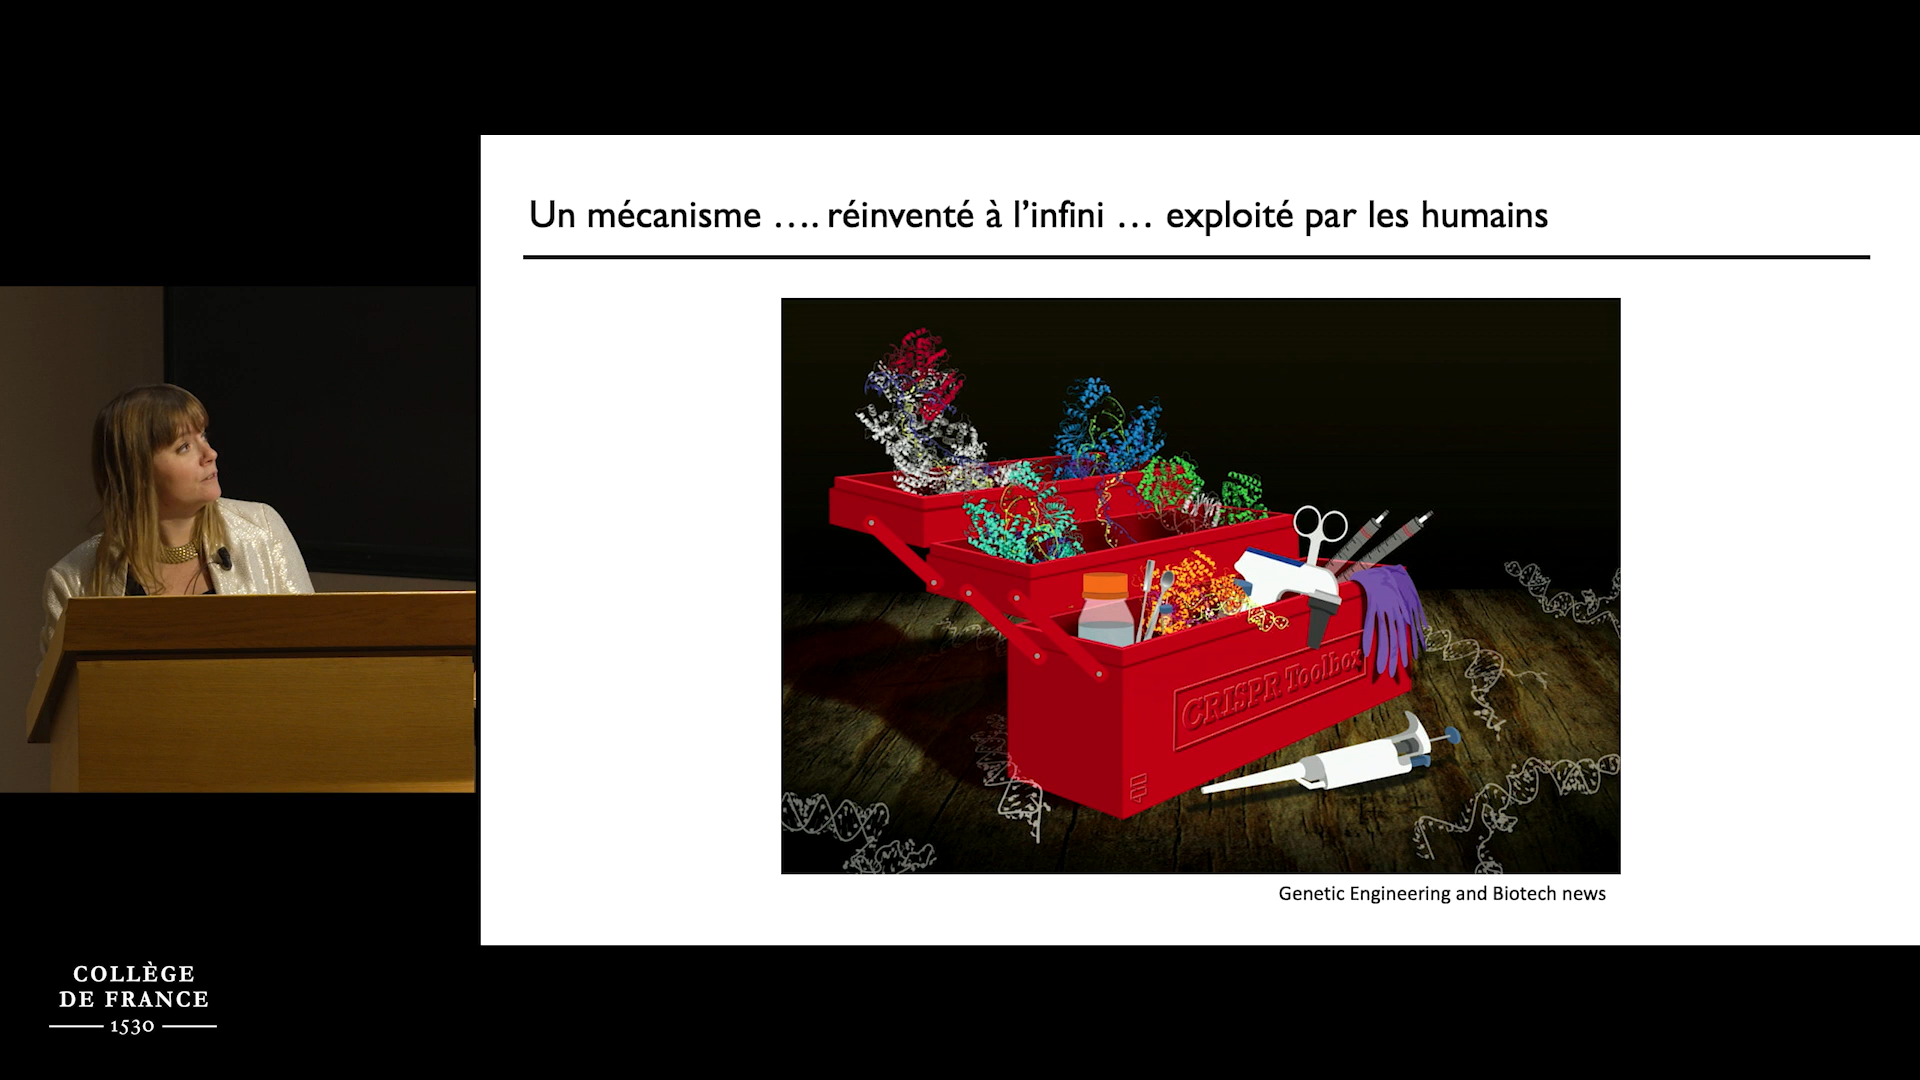 Un mécanisme .... réinventé à l’infini … exploité par les humains
CRISPR Toolbox
Genetic Engineering and Biotech news
COLLÈGE
DE FRANCE
1530